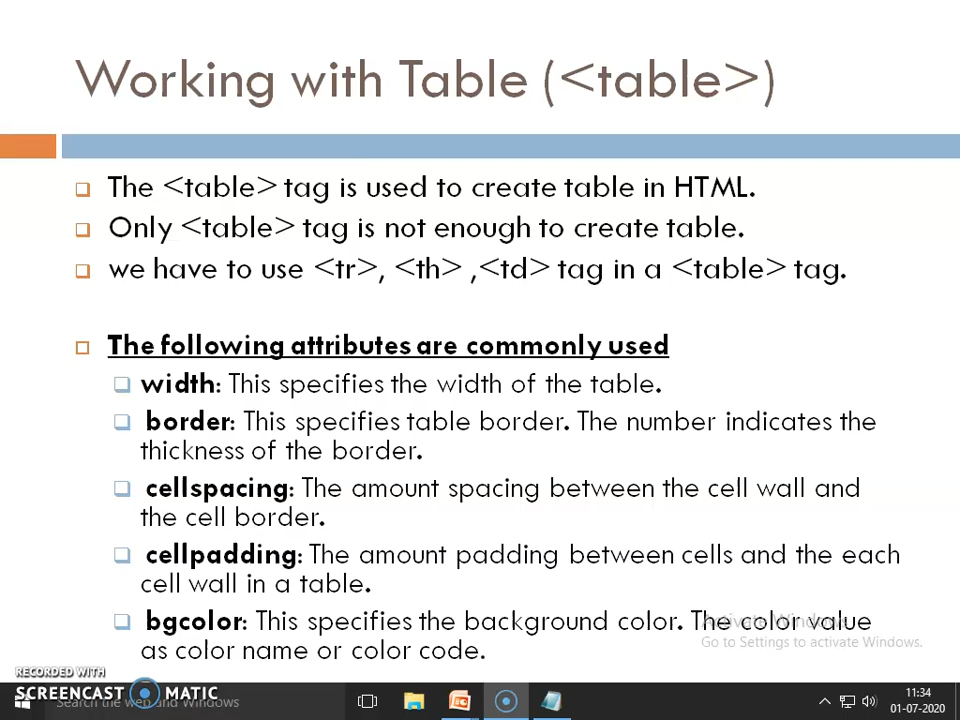 Working with Table (<table>)
The <table> tag is used to create table in HTML.
Only <table> tag is not enough to create table.
we have to use <tr>, <th> ,<td> tag in a <table> tag.
The following attributes are commonly used
width: This specifies the width of the table.
border: This specifies table border. The number indicates the
thickness of the border.
cellspacing: The amount spacing between the cell wall and
the cell border.
cellpadding: The amount padding between cells and the each
cell wall in a table.
bgcolor: This specifies the background color. The color value
as color name or color code.
Activate Windows
Go to Settings to activate Windows.
RECORDED WITH
SCREENCAST MATIC
Search the web and Windows
11:34
01-07-2020